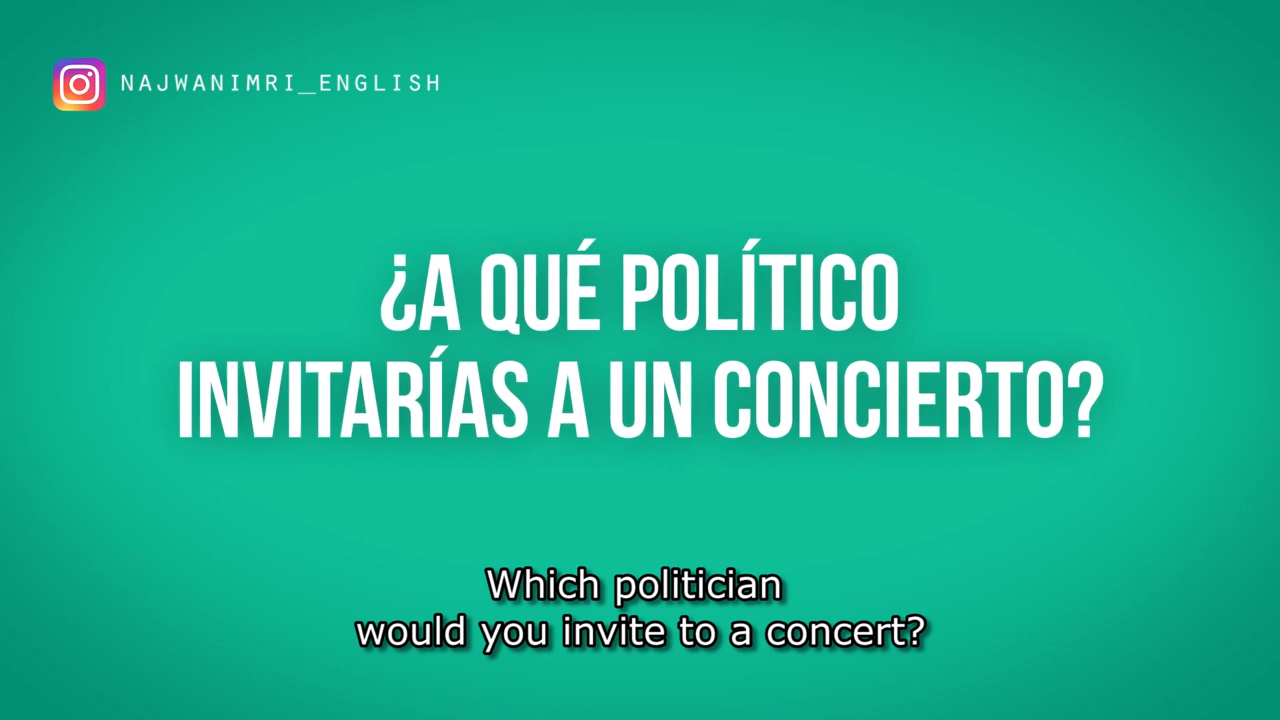 NAJWANIMRI_ENGLISH
¿A QUÉ POLÍTICO
INVITARÍAS A UN CONCIERTO?
Which politician
would you invite to a concert?